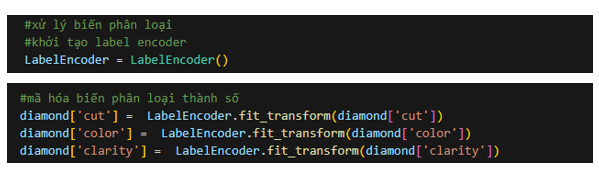 #xử lý biến phân loại
#khởi tạo label encoder
LabelEncoder = LabelEncoder()
#mã hóa biến phân loại thành số
diamond['cut'] =  LabelEncoder.fit_transform(diamond['cut'])
diamond['color'] =  LabelEncoder.fit_transform(diamond['color'])
diamond['clarity'] =  LabelEncoder.fit_transform(diamond['clarity'])